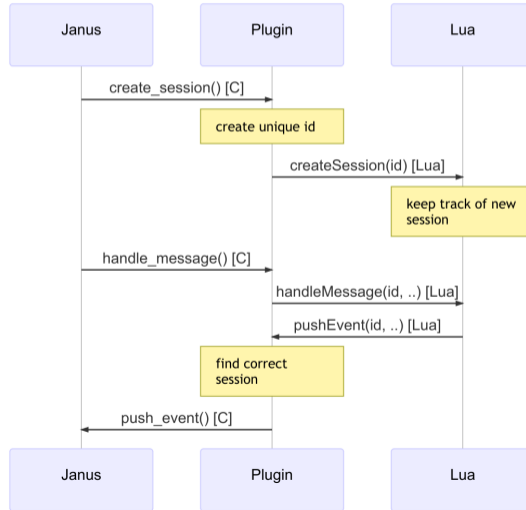 Janus
Plugin
Lua
create_session() [C]
create unique id
createSession(id) [Lua]
keep track of new
session
handle_message() [C]
handleMessage(id, ..) [Lua]
pushEvent(id, ..) [Lua]
find correct
session
push_event() [C]
Janus
Plugin
Lua